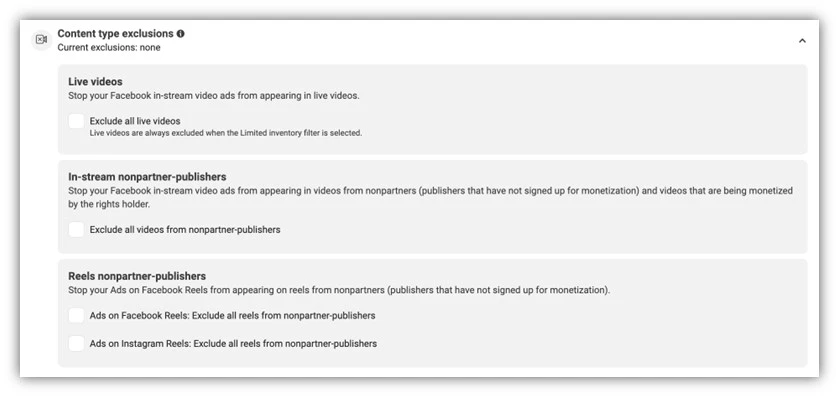 Content type exclusions
Current exclusions: none
Live videos
Stop your Facebook in-stream video ads from appearing in live videos.
Exclude all live videos
Live videos are always excluded when the Limited inventory filter is selected.
In-stream nonpartner-publishers
Stop your Facebook in-stream video ads from appearing in videos from nonpartners (publishers that have not signed up for monetization) and videos that are being monetized
by the rights holder.
Exclude all videos from nonpartner-publishers
Reels nonpartner-publishers
Stop your Ads on Facebook Reels from appearing on reels from nonpartners (publishers that have not signed up for monetization).
Ads on Facebook Reels: Exclude all reels from nonpartner-publishers
Ads on Instagram Reels: Exclude all reels from nonpartner-publishers